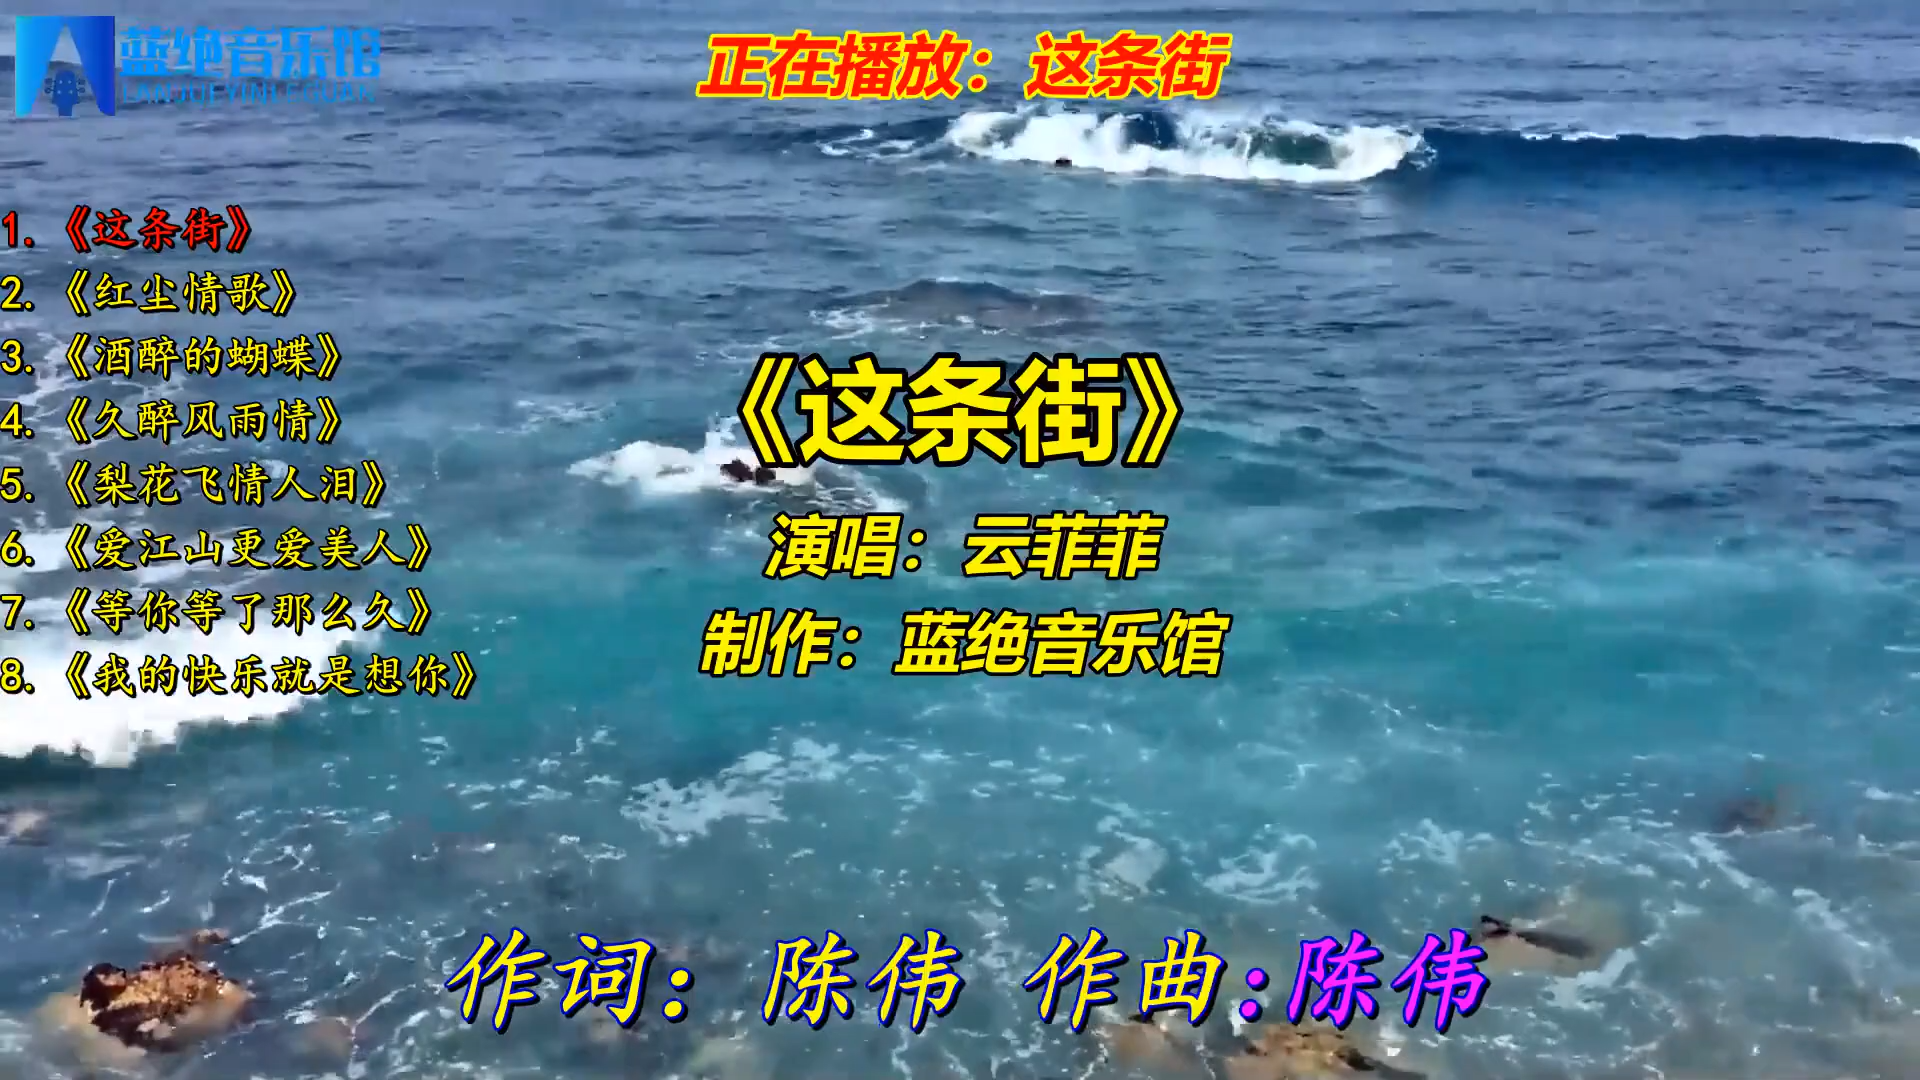 蓝绝音乐馆
LANJUEYINLEGUAN
正在播放：这条街
1.《这条街》
2.《红尘情歌》
3.《酒醉的蝴蝶》
4.《久醉风雨情》
5.《梨花飞情人泪》
6.《爱江山更爱美人》
7.《等你等了那么久》
8.《我的快乐就是想你》
《这条街》
演唱：云菲菲
制作：蓝绝音乐馆
作词：陈伟 作曲:陈伟